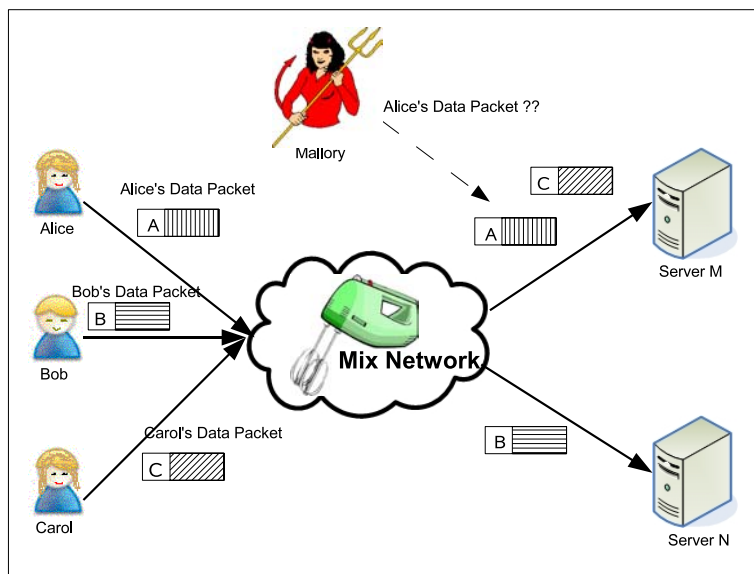 Alice's Data Packet ??
Mallory
C
Alice's Data Packet
A
A
Alice
Server M
Bob's Data Packet
B
Mix Network
Bob
Carol's Data Packet
B
C
Carol
Server N